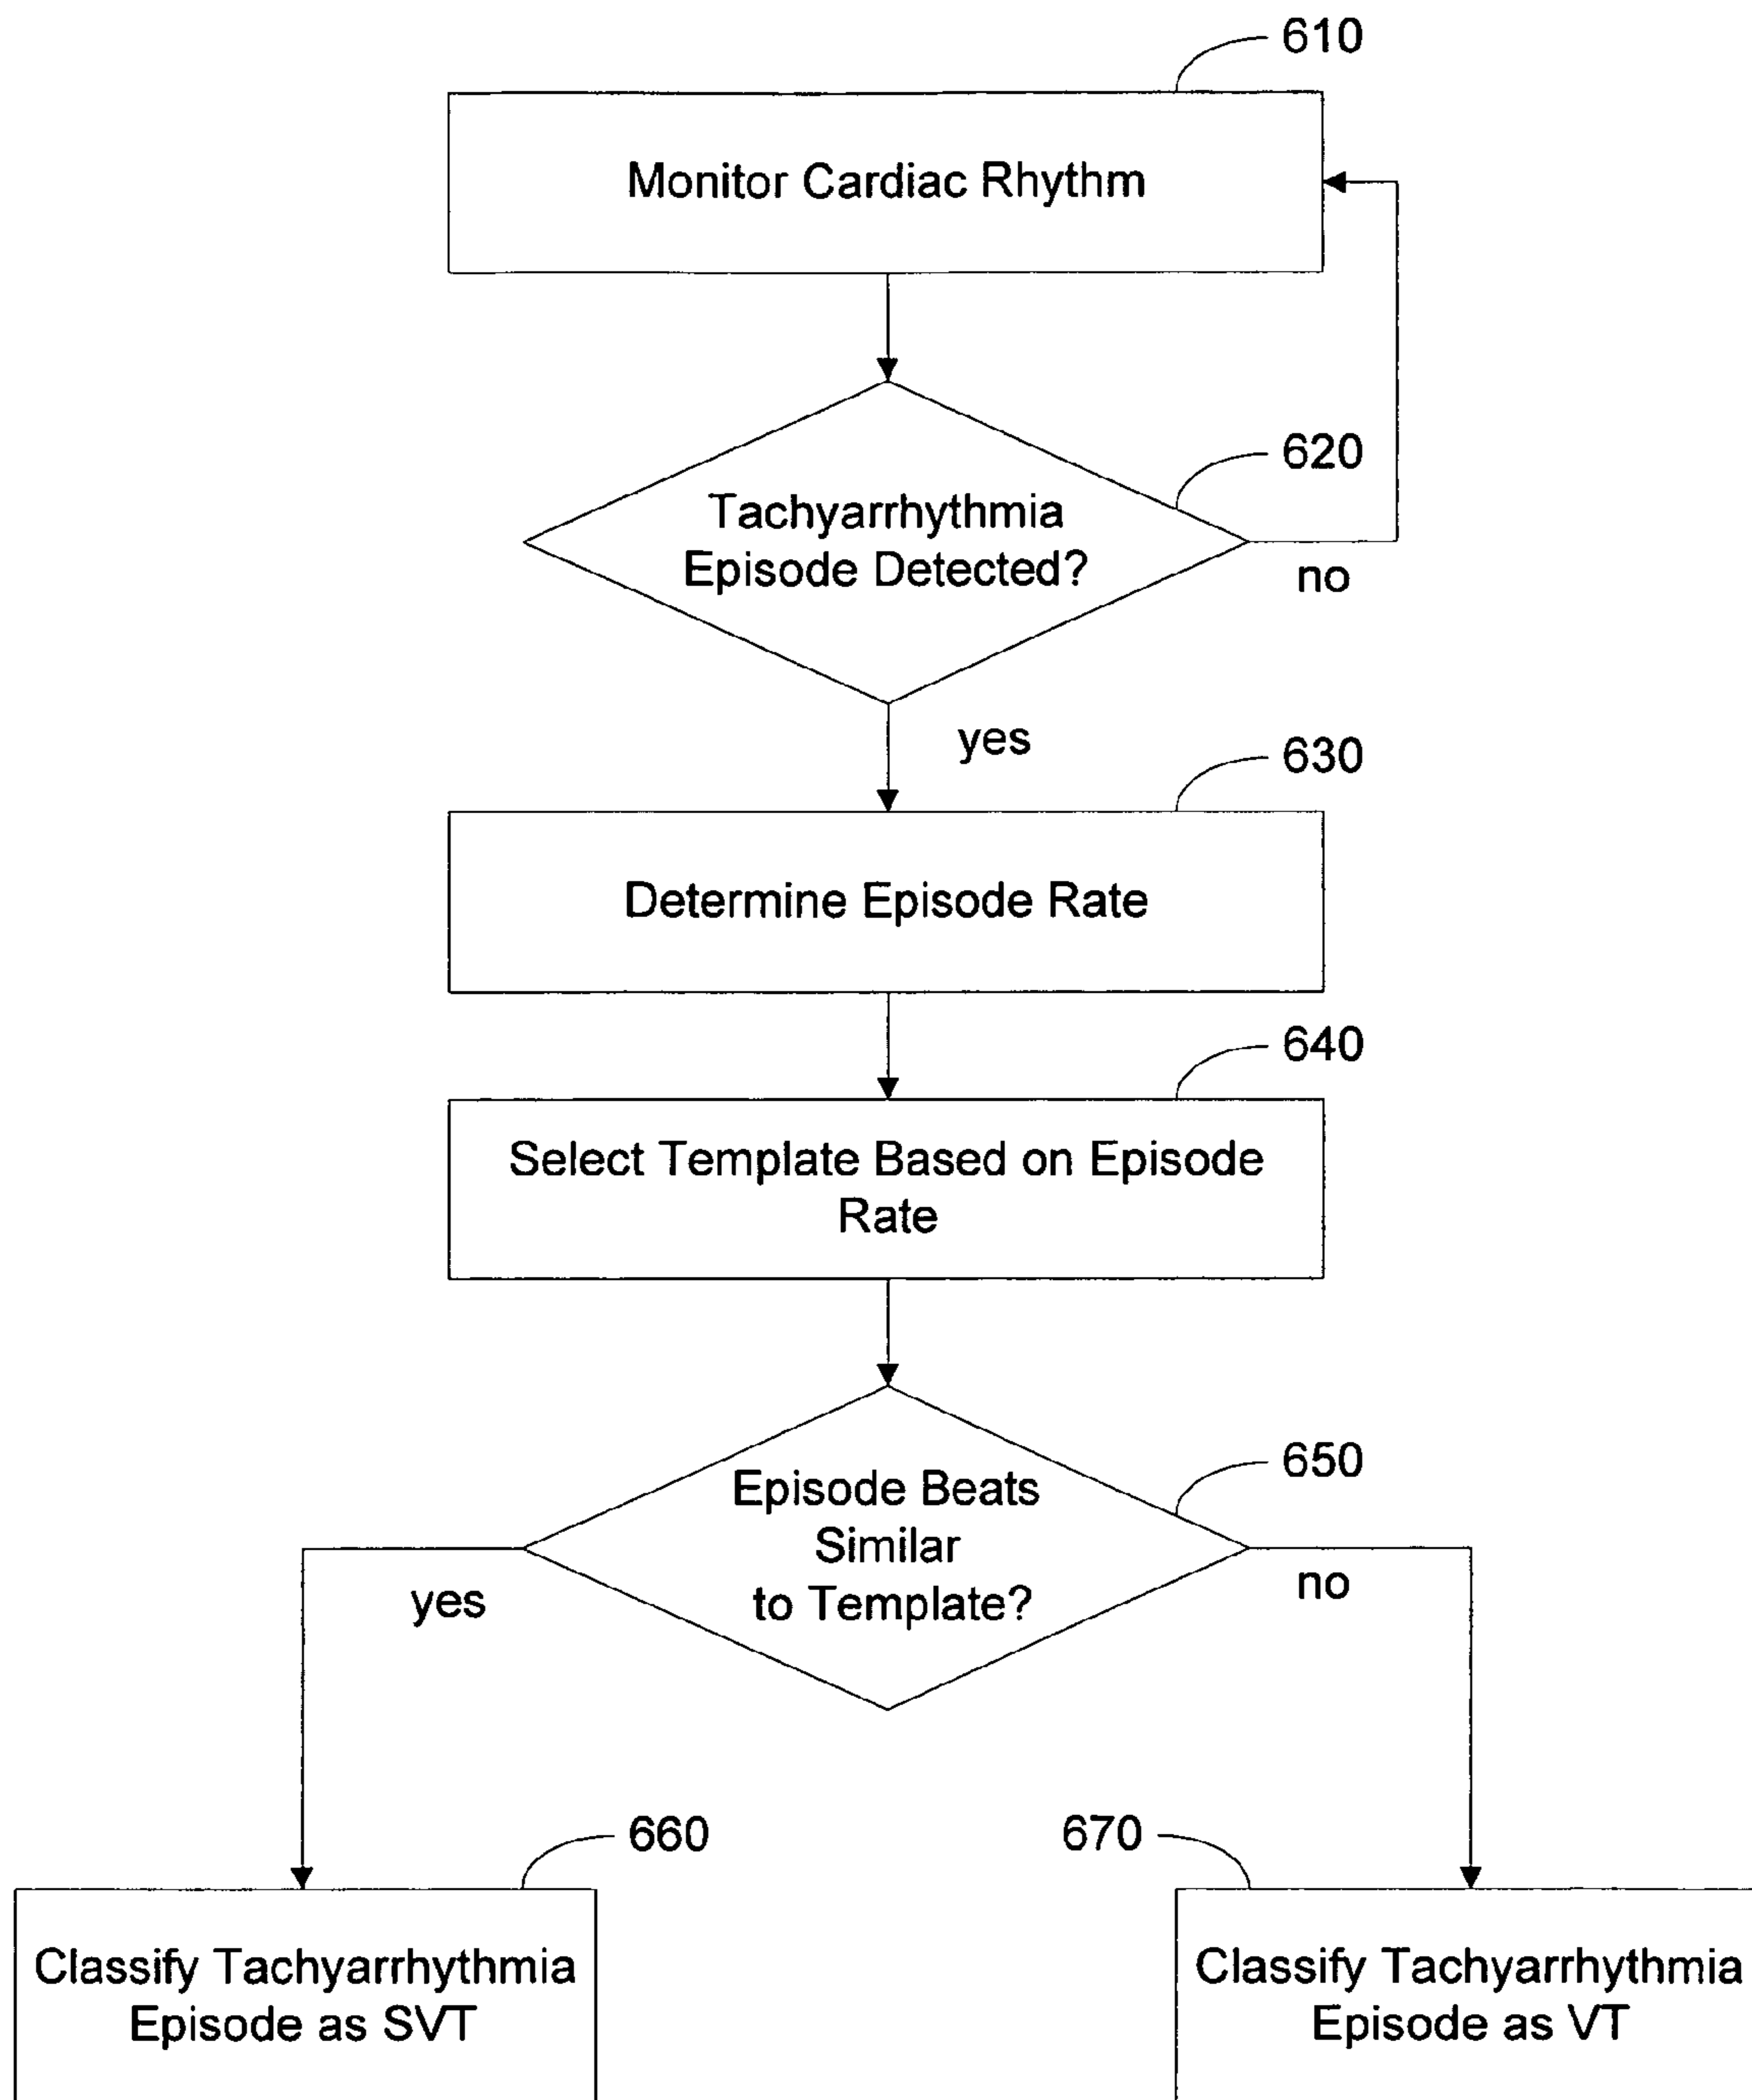 610
Monitor Cardiac Rhythm
620
Tachyarrhythmia
Episode Detected?
no
yes
630
Determine Episode Rate
640
Select Template Based on Episode
Rate
650
Episode Beats
Similar
to Template?
yes
no
660
670
Classify Tachyarrhythmia
Episode as SVT
Classify Tachyarrhythmia
Episode as VT